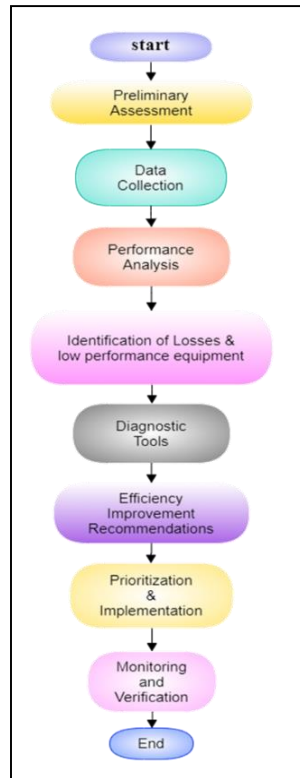 start
Preliminary
Assessment
Data
Collection
Performance
Analysis
Identification of Losses &
low performance equipment
Diagnostic
Tools
Efficiency
Improvement
Recommendations
Prioritization
&
Implementation
Monitoring
and
Verification
End